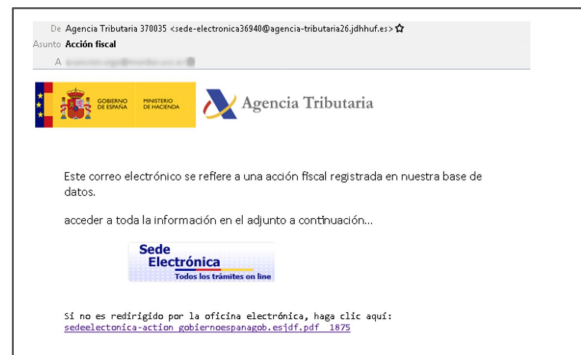 De Agencia Tributaria 370035 <sede-electronica36940@agencia-tributaria26.jdhhuf.es>
Asunto Acción fiscal
A
GOBIERNO DE ESPAÑA MINISTERIO DE HACIENDA Agencia Tributaria
Este correo electrónico se refiere a una acción fiscal registrada en nuestra base de
datos.
acceder a toda la información en el adjunto a continuación...
Sede
Electrónica
Todos los trámites on line
Si no es redirigido por la oficina electrónica, haga clic aquí:
sedeelectonica-action gobiernoespanagob.esjdf.pdf 1875